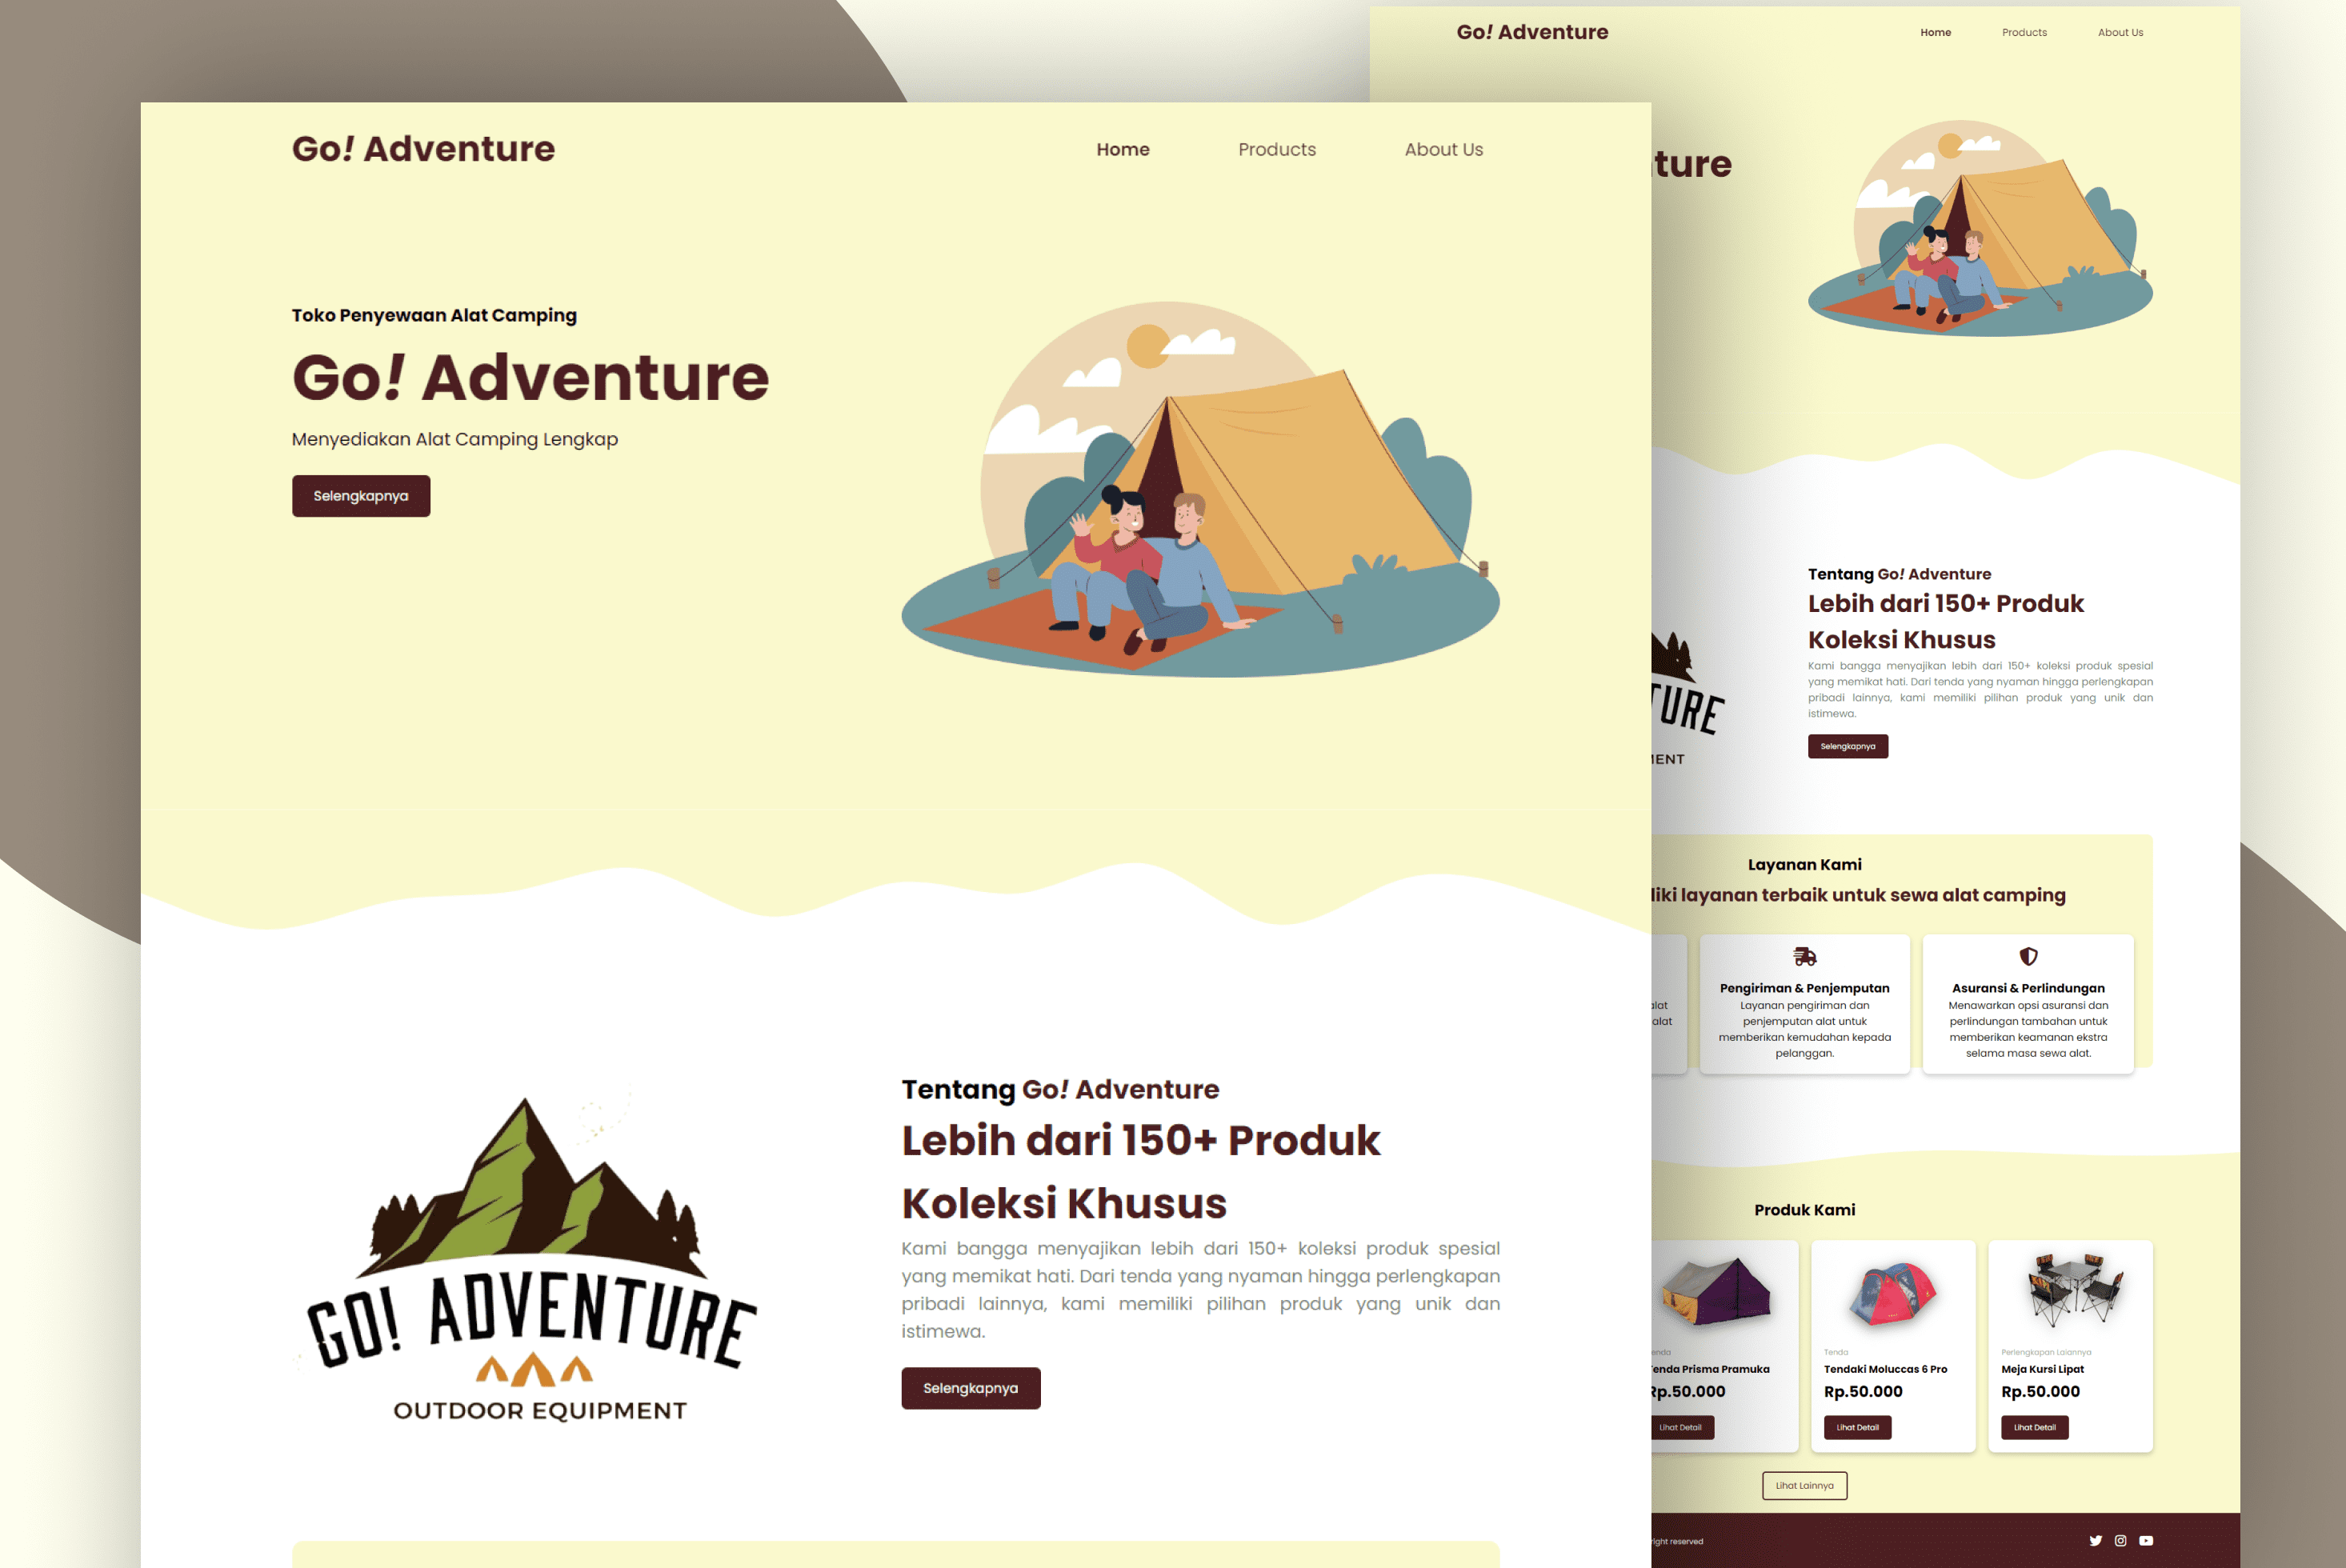 Go! Adventure
Home
Products
About Us
Toko Penyewaan Alat Camping
Go! Adventure
Menyediakan Alat Camping Lengkap
Selengkapnya
GO! ADVENTURE
OUTDOOR EQUIPMENT
Tentang Go! Adventure
Lebih dari 150+ Produk
Koleksi Khusus
Kami bangga menyajikan lebih dari 150+ koleksi produk spesial
yang memikat hati. Dari tenda yang nyaman hingga perlengkapan
pribadi lainnya, kami memiliki pilihan produk yang unik dan
istimewa.
Selengkapnya
Go! Adventure
Home
Products
About Us
ture
TURE
MENT
Tentang Go! Adventure
Lebih dari 150+ Produk
Koleksi Khusus
Kami bangga menyajikan lebih dari 150+ koleksi produk spesial
yang memikat hati. Dari tenda yang nyaman hingga perlengkapan
pribadi lainnya, kami memiliki pilihan produk yang unik dan
istimewa.
Selengkapnya
Layanan Kami
liki layanan terbaik untuk sewa alat camping
alat
alat
Pengiriman & Penjemputan
Layanan pengiriman dan
penjemputan alat untuk
memberikan kemudahan kepada
pelanggan.
Asuransi & Perlindungan
Menawarkan opsi asuransi dan
perlindungan tambahan untuk
memberikan keamanan ekstra
selama masa sewa alat.
Produk Kami
enda
Tenda Prisma Pramuka
Rp.50.000
Lihat Detail
Tenda
Tendaki Moluccas 6 Pro
Rp.50.000
Lihat Detail
Perlengkapan Lalannya
Meja Kursi Lipat
Rp.50.000
Lihat Detail
Lihat Lainnya
right reserved